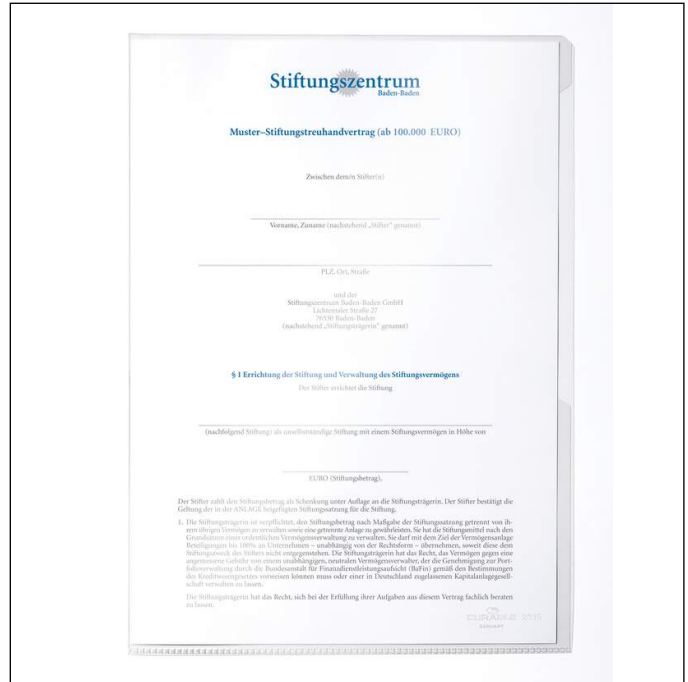 Stiftungszentrum
Baden-Baden
Muster–Stiftungstreuhandvertrag (ab 100.000 EURO)
Zwischen dem/n Stifter(n)
Vorname, Zuname (nachstehend „Stifter“ genannt)
PLZ, Ort, Straße
und der
Stiftungszentrum Baden-Baden GmbH
Lichtentaler Straße 27
76530 Baden-Baden
(nachstehend „Stiftungsträgerin“ genannt)
§ 1 Errichtung der Stiftung und Verwaltung des Stiftungsvermögens
Der Stifter errichtet die Stiftung
(nachfolgend Stiftung) als unselbstständige Stiftung mit einem Stiftungsvermögen in Höhe von
EURO (Stiftungsbetrag).
Der Stifter zahlt den Stiftungsbetrag als Schenkung unter Auflage an die Stiftungsträgerin. Der Stifter bestätigt die
Geltung der in der ANLAGE beigefügten Stiftungssatzung für die Stiftung.
1. Die Stiftungsträgerin ist verpflichtet, den Stiftungsbetrag nach Maßgabe der Stiftungssatzung getrennt von ih-
rem übrigen Vermögen zu verwalten sowie eine getrennte Anlage zu gewährleisten. Sie hat die Stiftungsmittel nach den
Grundsätzen einer ordentlichen Vermögensverwaltung zu verwalten. Sie darf mit dem Ziel der Vermögensanlage
Beteiligungen bis 100% an Unternehmen – unabhängig von der Rechtsform – übernehmen, soweit diese dem
Stiftungszweck des Stifters nicht entgegenstehen. Die Stiftungsträgerin hat das Recht, das Vermögen gegen eine
angemessene Gebühr von einem unabhängigen, neutralen Vermögensverwalter, der die Genehmigung zur Port-
foliоverwaltung durch die Bundesanstalt für Finanzdienstleistungsaufsicht (BaFin) gemäß den Bestimmungen
des Kreditwesengesetzes vorweisen können muss oder einer in Deutschland zugelassenen Kapitalanlagegesell-
schaft verwalten zu lassen.
Die Stiftungsträgerin hat das Recht, sich bei der Erfüllung ihrer Aufgaben aus diesem Vertrag fachlich beraten
zu lassen.